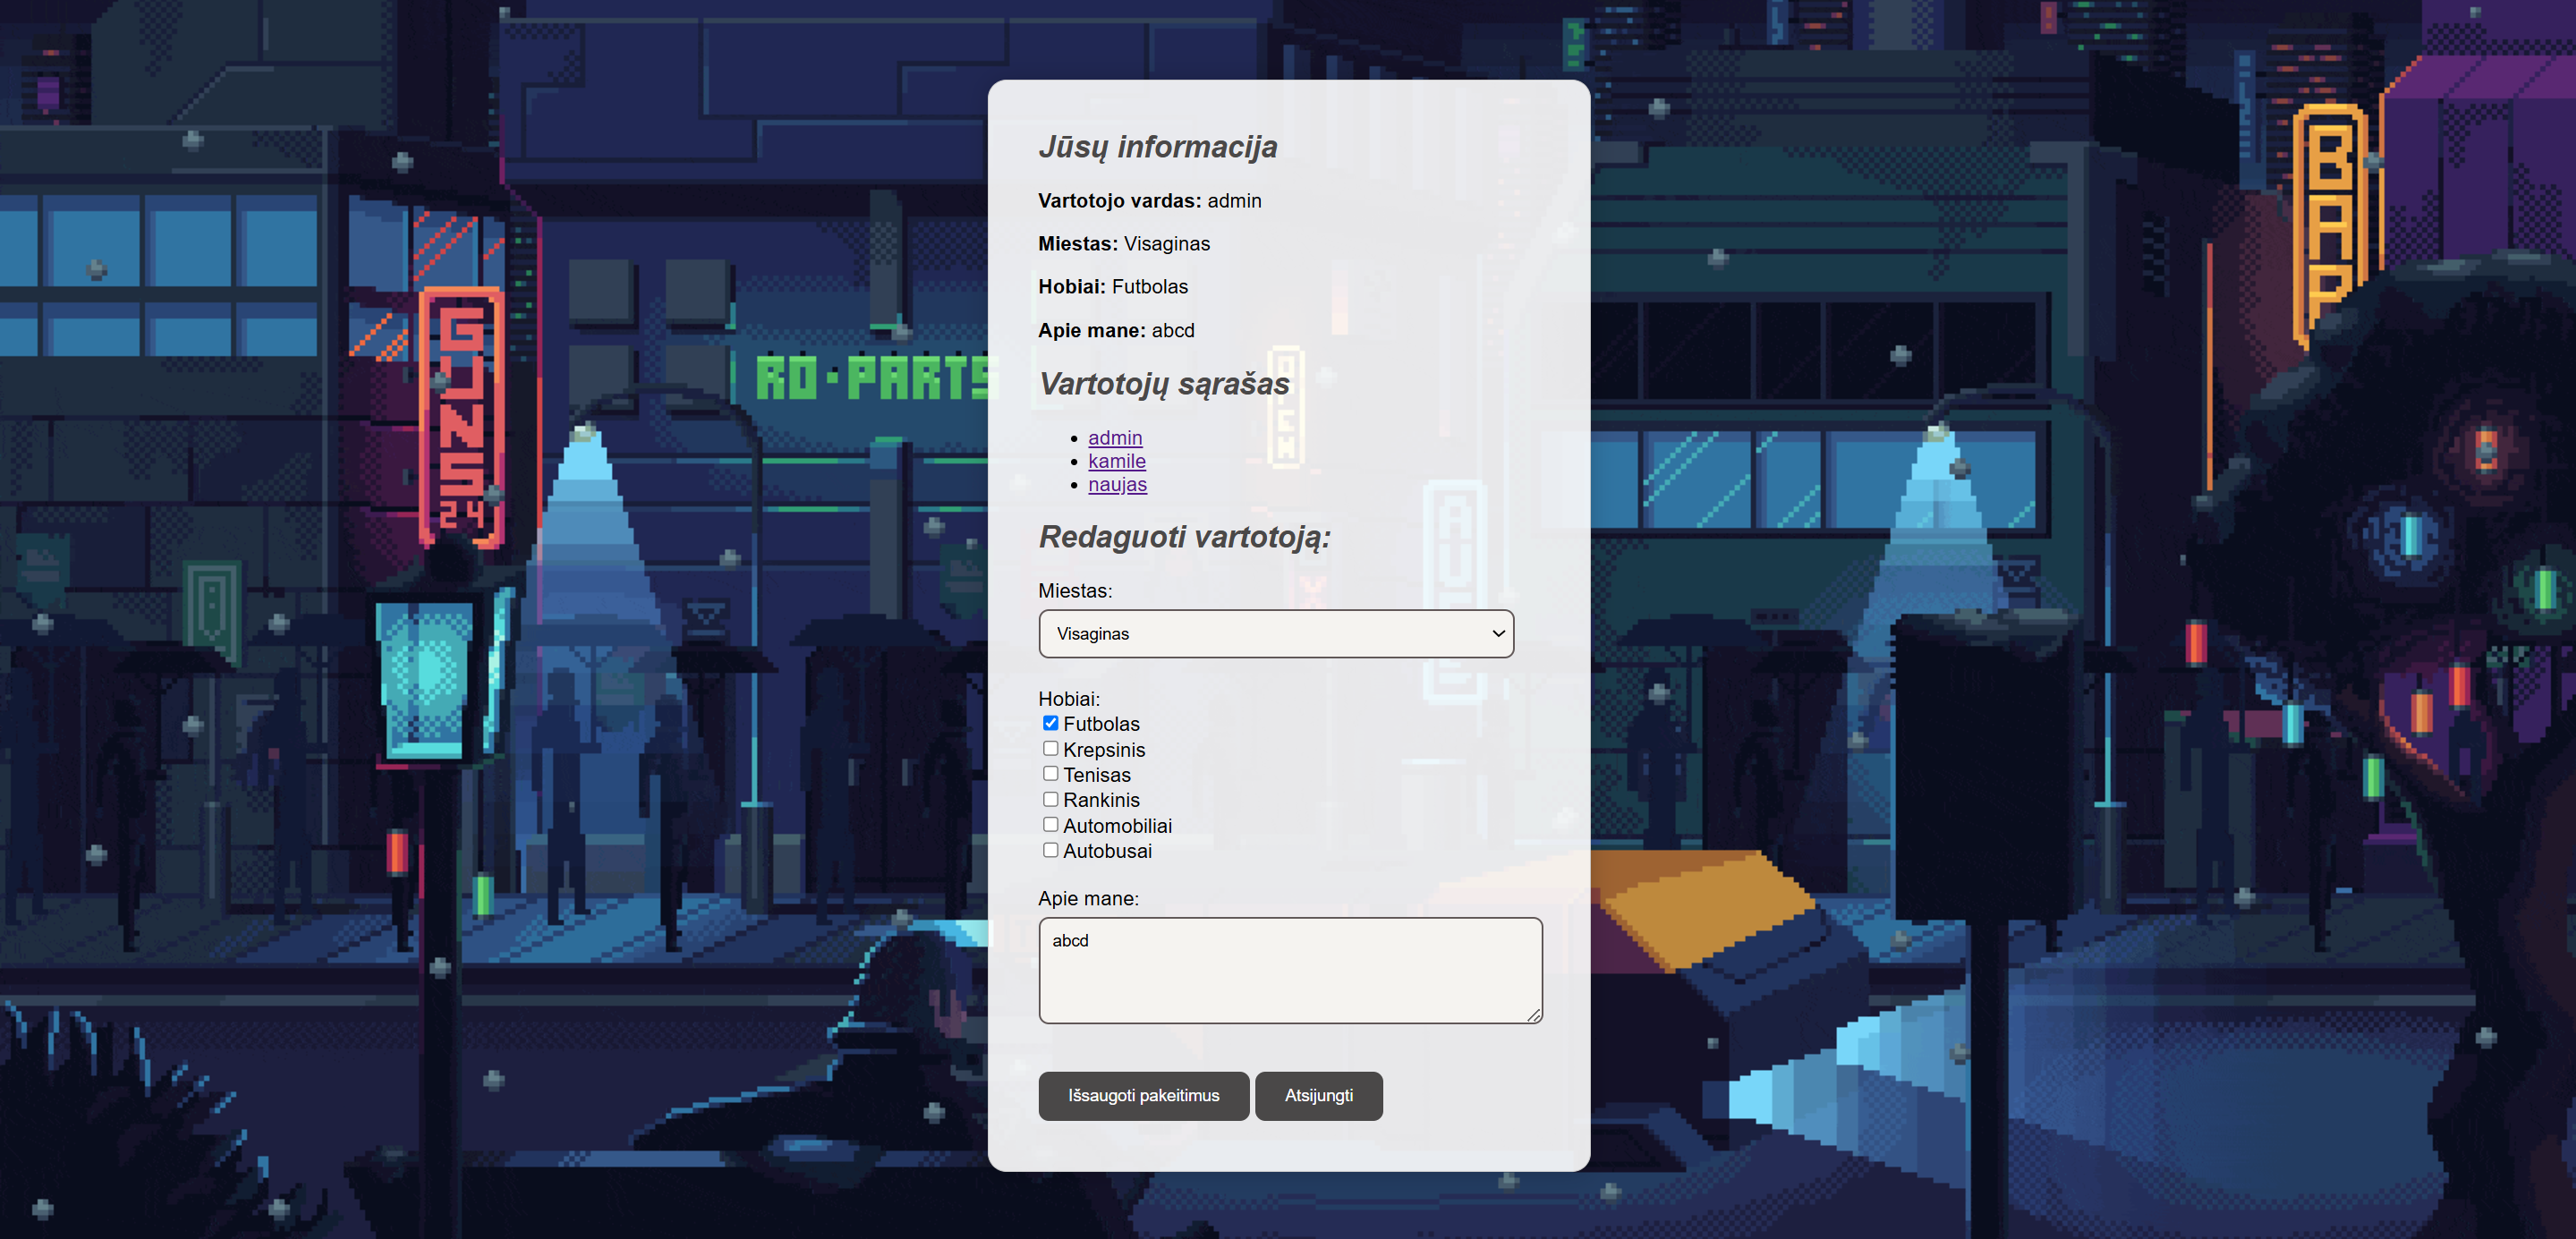 BAR
GUNS
24
RO·PARTS
Jūsų informacija
Vartotojo vardas: admin
Miestas: Visaginas
Hobiai: Futbolas
Apie mane: abcd
Vartotojų sąrašas
admin
kamile
naujas
Redaguoti vartotoją:
Miestas:
Visaginas
Hobiai:
Futbolas
Krepsinis
Tenisas
Rankinis
Automobiliai
Autobusai
Apie mane:
abcd
Išsaugoti pakeitimus Atsijungti